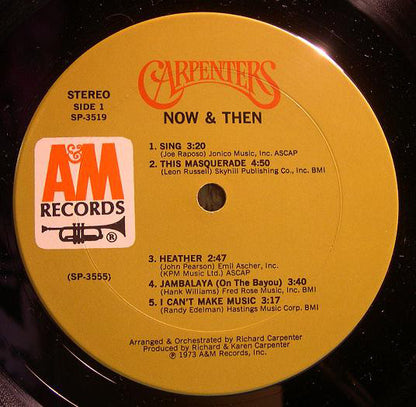 CARPENTERS
NOW & THEN
STEREO
SIDE 1
SP-3519
1. SING 3:20
(Joe Raposo) Jonico Music, Inc. ASCAP
2. THIS MASQUERADE 4:50
(Leon Russell) Skyhill Publishing Co., Inc. BMI
A&M
RECORDS
®
(SP-3555)
3. HEATHER 2:47
(John Pearson) Emil Ascher, Inc.
(KPM Music Ltd.) ASCAP
4. JAMBALAYA (On The Bayou) 3:40
(Hank Williams) Fred Rose Music, Inc. BMI
5. I CAN'T MAKE MUSIC 3:17
(Randy Edelman) Hastings Music Corp. BMI
Arranged & Orchestrated by Richard Carpenter
Produced by Richard & Karen Carpenter
℗ 1973 A&M Records, Inc.